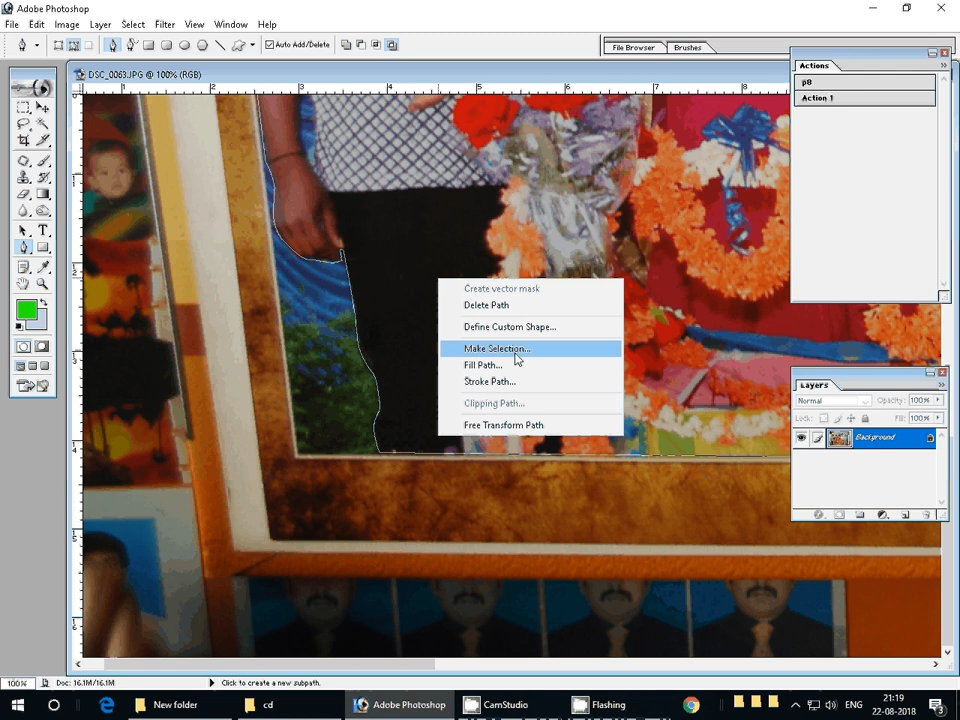 Adobe Photoshop
File Edit Image Layer Select Filter View Window Help
Auto Add/Delete
File Browser Brushes
DSC_0063.JPG @ 100% (RGB)
Actions
p8
Action 1
Create vector mask
Delete Path
Define Custom Shape...
Make Selection...
Fill Path...
Stroke Path...
Clipping Path...
Free Transform Path
Layers
Normal Opacity: 100%
Lock: Fill: 100%
Background
100% Doc: 16.1M/16.1M Click to create a new subpath.
New folder cd Adobe Photoshop CamStudio Flashing ENG
21:19
22-08-2018
3